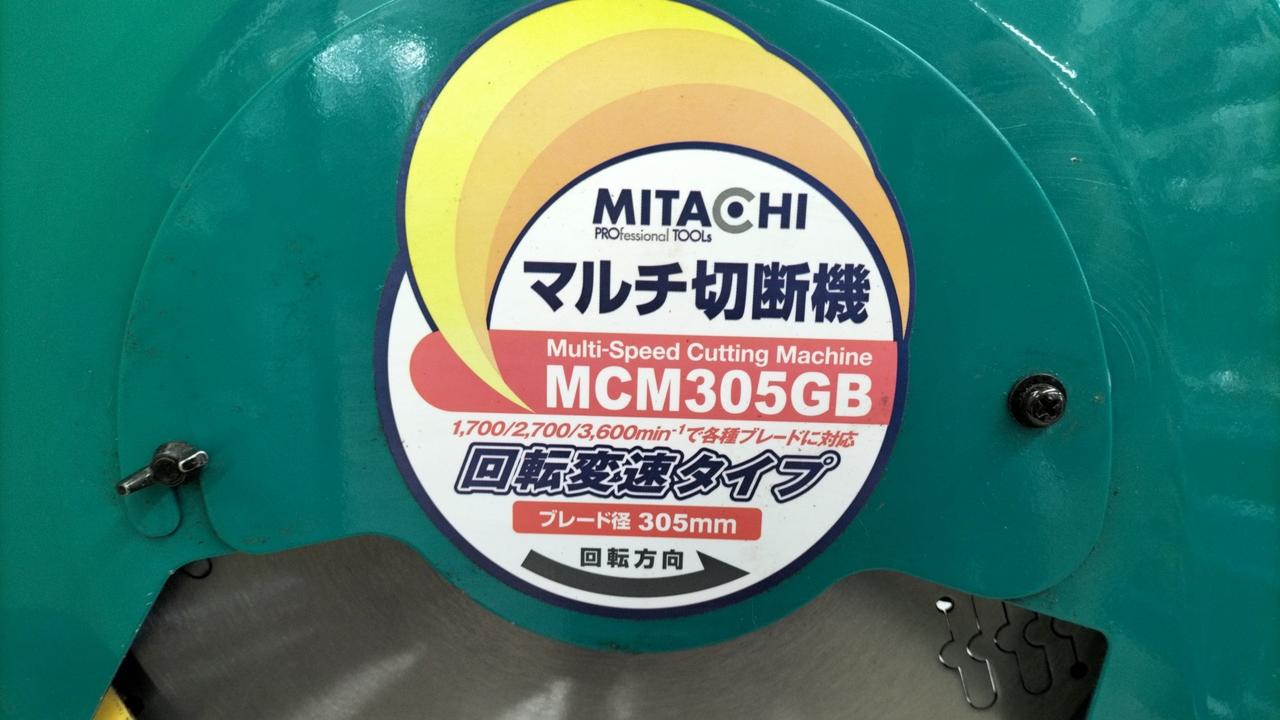 MITACHI
PROfessional TOOLs
マルチ切断機
Multi-Speed Cutting Machine
MCM305GB
1,700/2,700/3,600min⁻¹で各種ブレードに対応
回転変速タイプ
ブレード径 305mm
回転方向